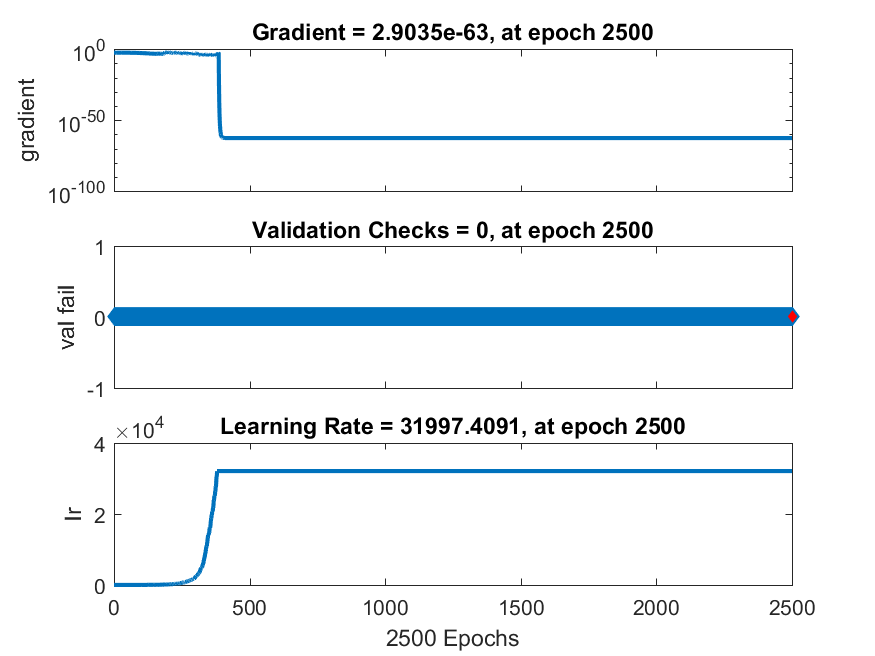 Gradient = 2.9035e-63, at epoch 2500
10^0
10^-50
10^-100
gradient
Validation Checks = 0, at epoch 2500
1
0
-1
val fail
Learning Rate = 31997.4091, at epoch 2500
×10^4
4
2
0
lr
0 500 1000 1500 2000 2500
2500 Epochs